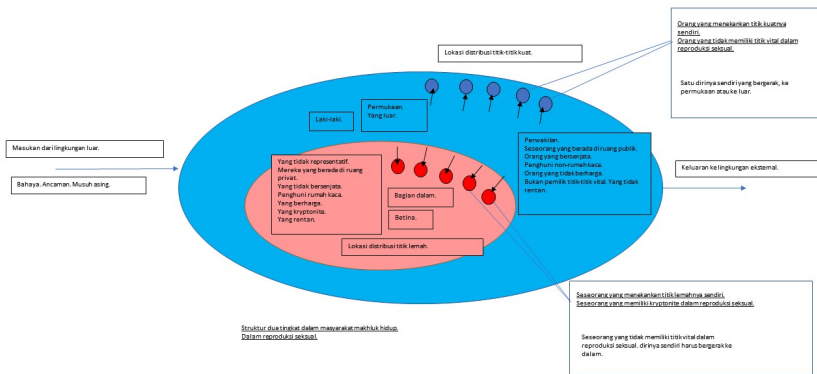 Orang yang menekankan titik kuatnya
sendiri.
Orang yang tidak memiliki titik vital dalam
reproduksi seksual.
Satu dirinya sendiri yang bergerak, ke
permukaan atau ke luar.
Lokasi distribusi titik-titik kuat.
Permukaan.
Yang luar.
Laki-laki.
Masukan dari lingkungan luar.
Bahaya. Ancaman. Musuh asing.
Perwakilan.
Seseorang yang berada di ruang publik.
Orang yang bersenjata.
Penghuni non-rumah kaca.
Orang yang tidak berharga.
Bukan pemilik titik-titik vital. Yang tidak
rentan.
Keluaran ke lingkungan eksternal.
Yang tidak representatif.
Mereka yang berada di ruang
privat.
Yang tidak bersenjata.
Penghuni rumah kaca.
Yang berharga.
Yang kryptonite.
Yang rentan.
Bagian dalam.
Betina.
Lokasi distribusi titik lemah.
Seseorang yang menekankan titik lemahnya sendiri.
Seseorang yang memiliki kryptonite dalam reproduksi seksual.
Seseorang yang tidak memiliki titik vital dalam
reproduksi seksual. dirinya sendiri harus bergerak ke
dalam.
Struktur dua tingkat dalam masyarakat makhluk hidup.
Dalam reproduksi seksual.